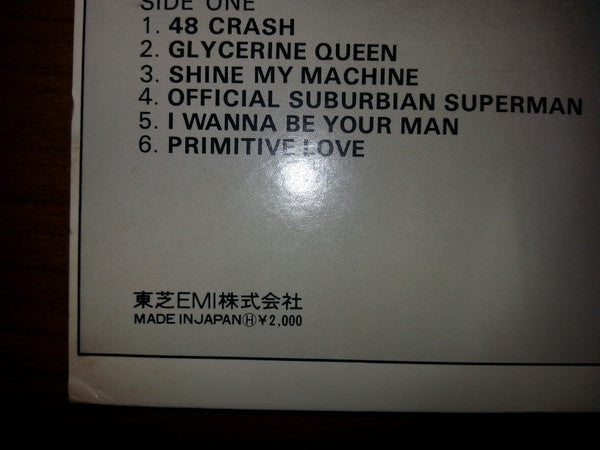 SIDE ONE
1. 48 CRASH
2. GLYCERINE QUEEN
3. SHINE MY MACHINE
4. OFFICIAL SUBURBIAN SUPERMAN
5. I WANNA BE YOUR MAN
6. PRIMITIVE LOVE
東芝EMI株式会社
MADE IN JAPAN Ⓗ ¥2,000